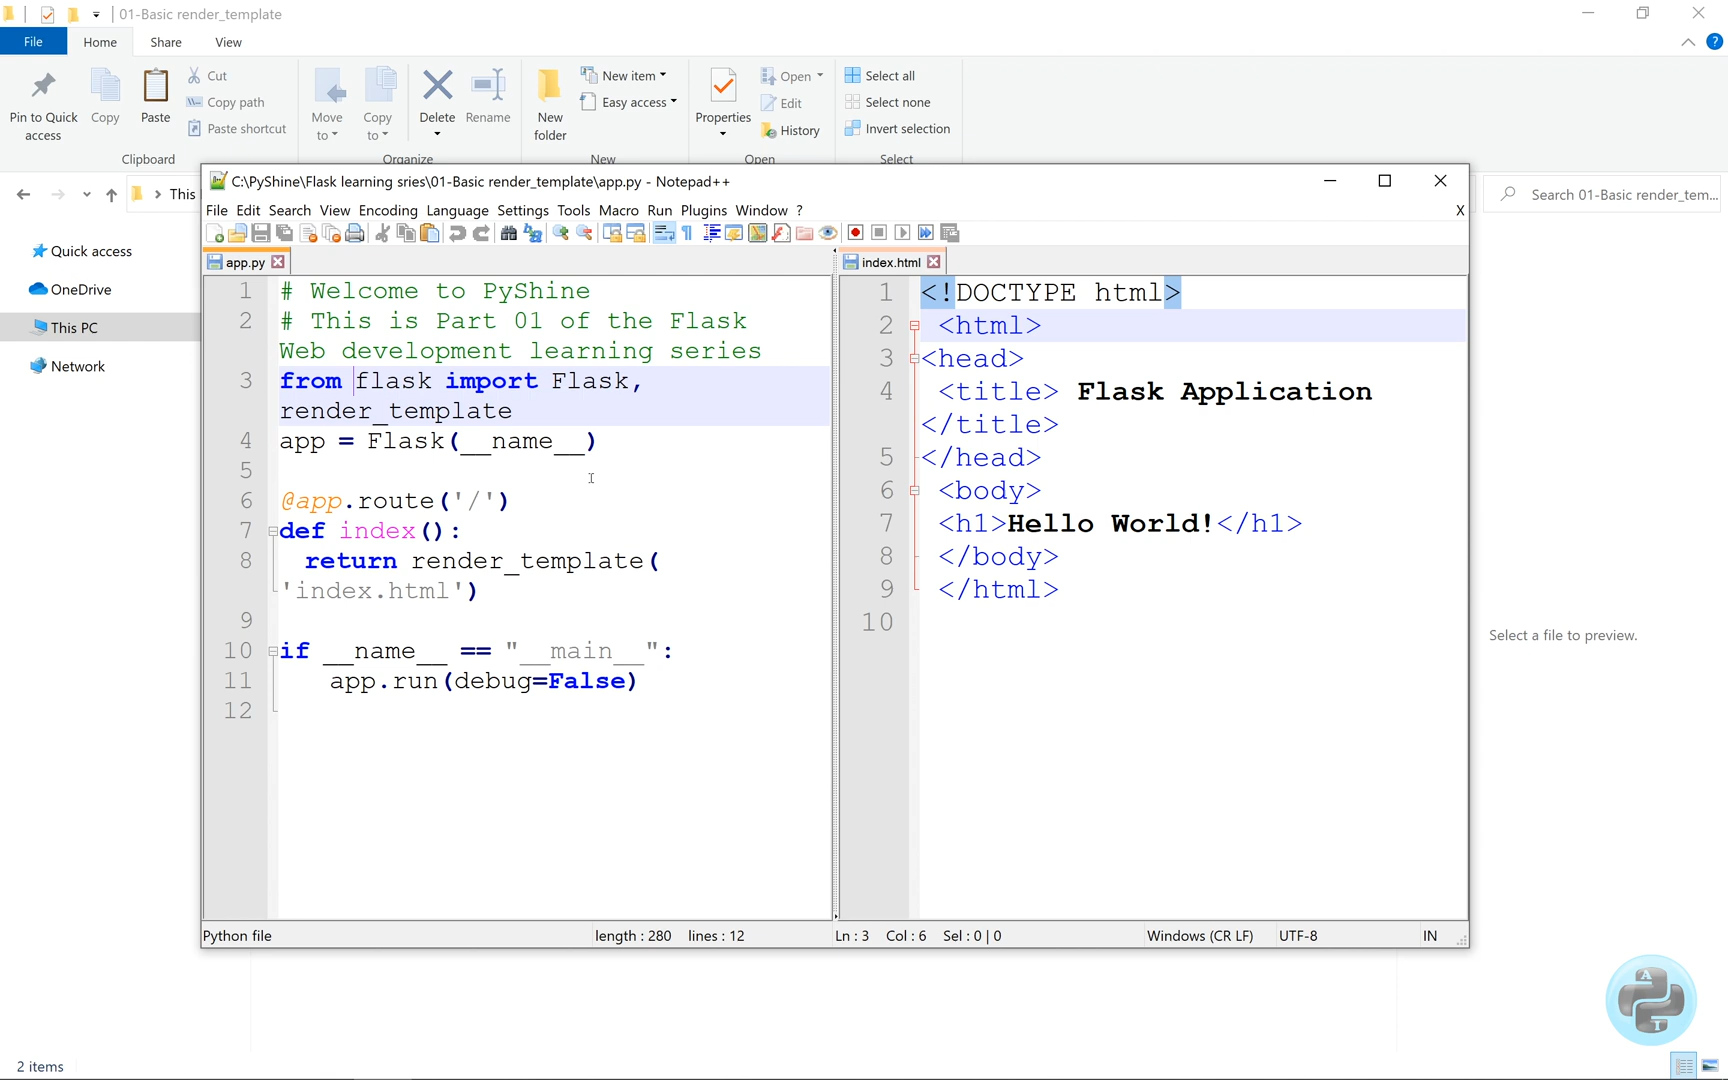 01-Basic render_template
File Home Share View
Pin to Quick access
Copy
Paste
Cut
Copy path
Paste shortcut
Clipboard
Move to
Copy to
Delete
Rename
Organize
New folder
New item
Easy access
New
Properties
Open
Edit
History
Open
Select all
Select none
Invert selection
Select
This
Search 01-Basic render_tem...
Quick access
OneDrive
This PC
Network
C:\PyShine\Flask learning sries\01-Basic render_template\app.py - Notepad++
File Edit Search View Encoding Language Settings Tools Macro Run Plugins Window ? X
app.py
1 # Welcome to PyShine
2 # This is Part 01 of the Flask
Web development learning series
3 from flask import Flask,
render_template
4 app = Flask(__name__)
5
6 @app.route('/')
7 def index():
8 return render_template(
'index.html')
9
10 if __name__ == "__main__":
11 app.run(debug=False)
12
index.html
1 <!DOCTYPE html>
2 <html>
3 <head>
4 <title> Flask Application
</title>
5 </head>
6 <body>
7 <h1>Hello World!</h1>
8 </body>
9 </html>
10
Python file length : 280 lines : 12 Ln : 3 Col : 6 Sel : 0 | 0 Windows (CR LF) UTF-8 IN
Select a file to preview.
A
T
2 items